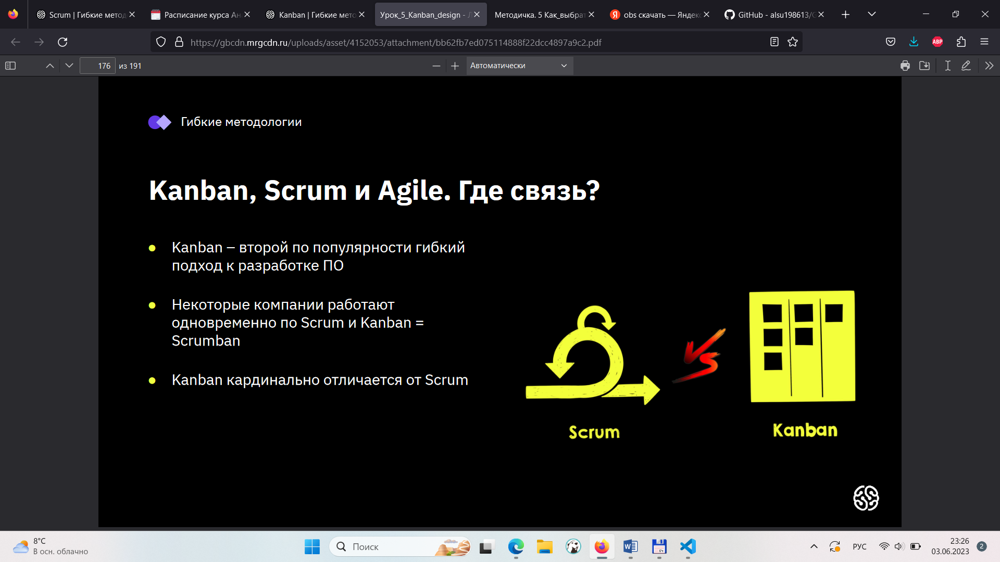 Scrum | Гибкие метод
Расписание курса Ан
Kanban | Гибкие мето
Урок_5_Kanban_design - Л
Методичка. 5 Как_выбрат
obs скачать — Яндекс
GitHub - alsu198613/G
https://gbcdn.mrgcdn.ru/uploads/asset/4152053/attachment/bb62fb7ed075114888f22dcc4897a9c2.pdf
ABP
176 из 191
Автоматически
Гибкие методологии
Kanban, Scrum и Agile. Где связь?
Kanban – второй по популярности гибкий
подход к разработке ПО
Некоторые компании работают
одновременно по Scrum и Kanban =
Scrumban
Kanban кардинально отличается от Scrum
VS
Scrum
Kanban
8°C
В осн. облачно
Поиск
64
РУС
23:26
03.06.2023
2